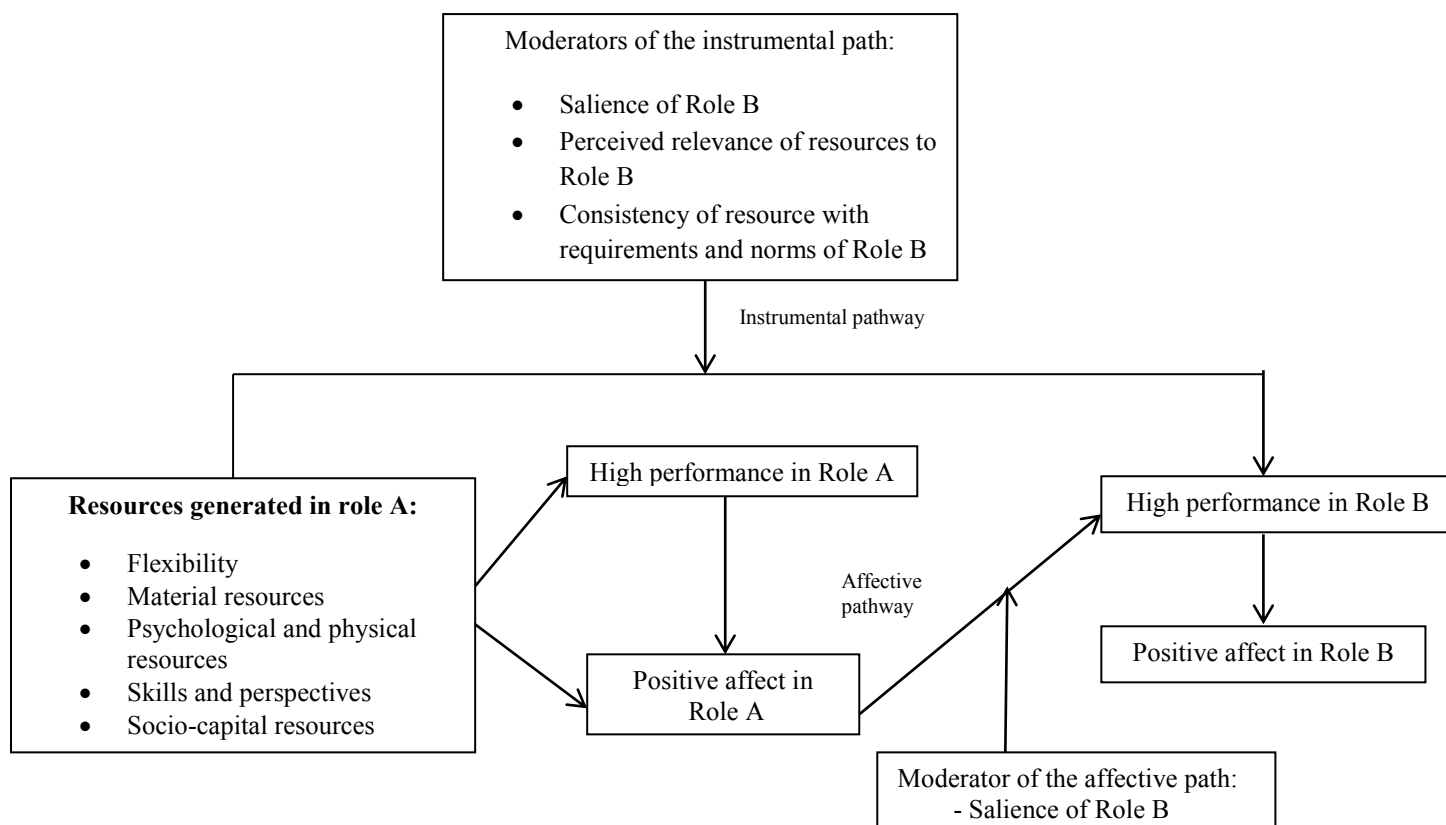 Moderators of the instrumental path:
• Salience of Role B
• Perceived relevance of resources to
Role B
• Consistency of resource with
requirements and norms of Role B
Instrumental pathway
High performance in Role A
Resources generated in role A:
• Flexibility
• Material resources
• Psychological and physical
resources
• Skills and perspectives
• Socio-capital resources
High performance in Role B
Affective
pathway
Positive affect in
Role A
Positive affect in Role B
Moderator of the affective path:
- Salience of Role B